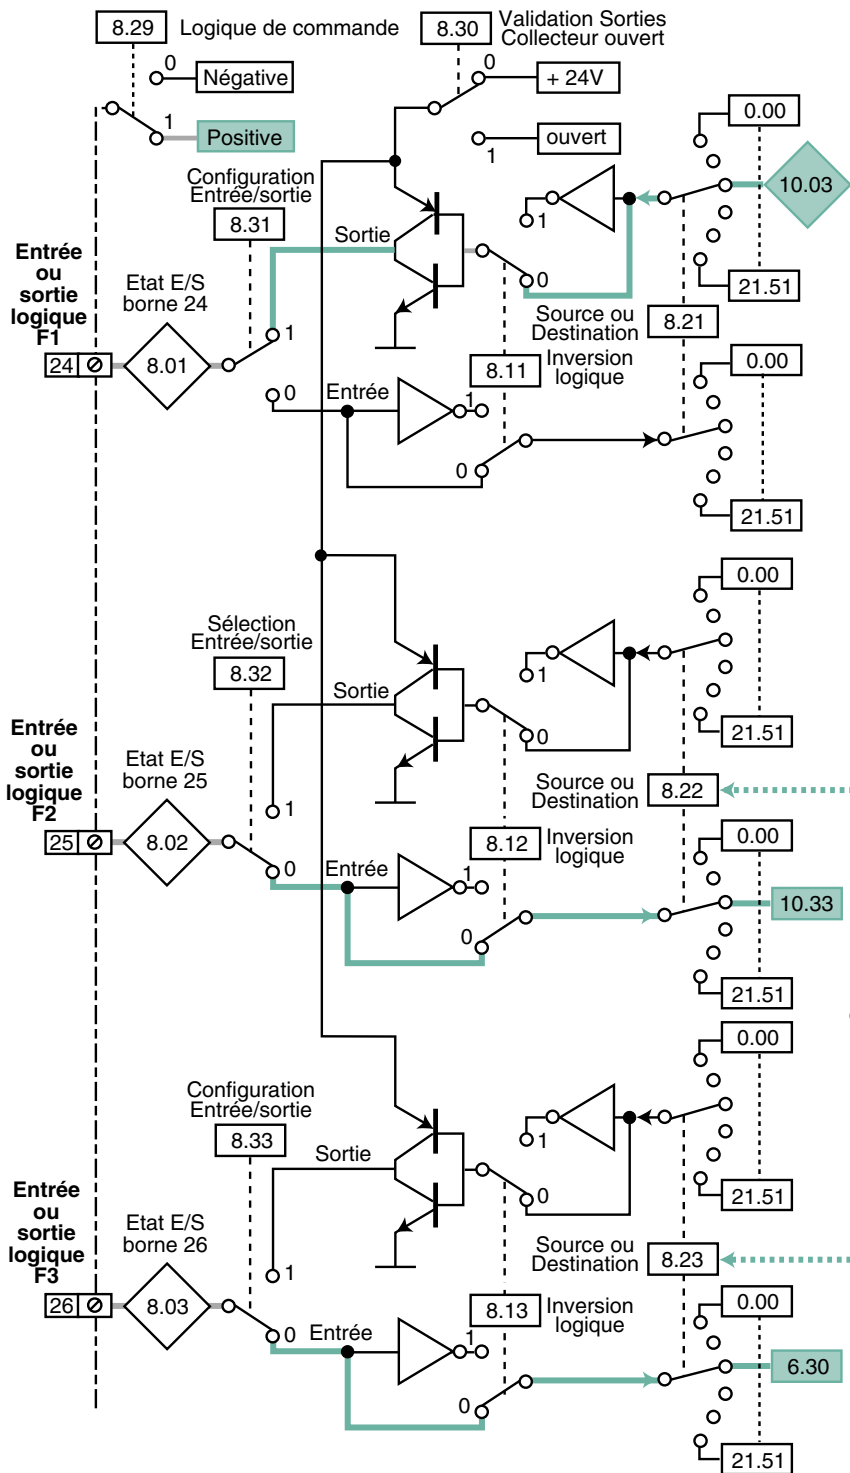 8.29
Logique de commande
8.30
Validation Sorties
Collecteur ouvert
0
Négative
0
+ 24V
1
Positive
1
ouvert
0.00
10.03
Configuration
Entrée/sortie
8.31
Sortie
1
0
21.51
Entrée
ou
sortie
logique
F1
Etat E/S
borne 24
24
8.01
1
0
Source ou
Destination
8.21
8.11
Inversion
logique
0.00
Entrée
1
0
21.51
0.00
Sélection
Entrée/sortie
8.32
Sortie
1
0
21.51
Entrée
ou
sortie
logique
F2
Etat E/S
borne 25
25
8.02
1
0
Source ou
Destination
8.22
8.12
Inversion
logique
0.00
Entrée
1
0
10.33
21.51
0.00
Configuration
Entrée/sortie
8.33
Sortie
1
0
21.51
Entrée
ou
sortie
logique
F3
Etat E/S
borne 26
26
8.03
1
0
Source ou
Destination
8.23
8.13
Inversion
logique
0.00
Entrée
1
0
6.30
21.51